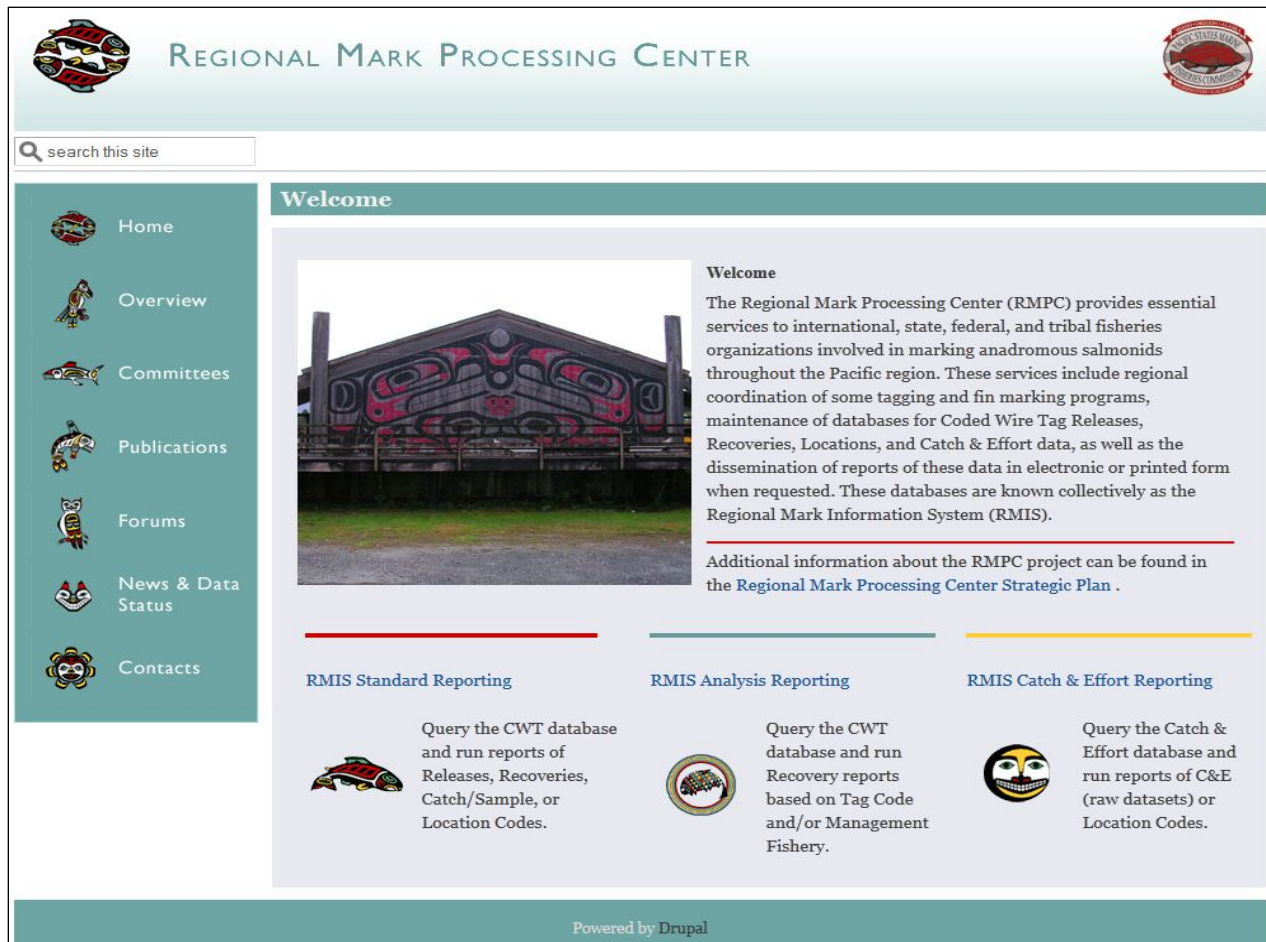 REGIONAL MARK PROCESSING CENTER
PACIFIC STATES MARINE
FISHERIES COMMISSION
search this site
Home
Overview
Committees
Publications
Forums
News & Data
Status
Contacts
Welcome
Welcome
The Regional Mark Processing Center (RMPC) provides essential
services to international, state, federal, and tribal fisheries
organizations involved in marking anadromous salmonids
throughout the Pacific region. These services include regional
coordination of some tagging and fin marking programs,
maintenance of databases for Coded Wire Tag Releases,
Recoveries, Locations, and Catch & Effort data, as well as the
dissemination of reports of these data in electronic or printed form
when requested. These databases are known collectively as the
Regional Mark Information System (RMIS).
Additional information about the RMPC project can be found in
the Regional Mark Processing Center Strategic Plan .
RMIS Standard Reporting
Query the CWT database
and run reports of
Releases, Recoveries,
Catch/Sample, or
Location Codes.
RMIS Analysis Reporting
Query the CWT
database and run
Recovery reports
based on Tag Code
and/or Management
Fishery.
RMIS Catch & Effort Reporting
Query the Catch &
Effort database and
run reports of C&E
(raw datasets) or
Location Codes.
Powered by Drupal